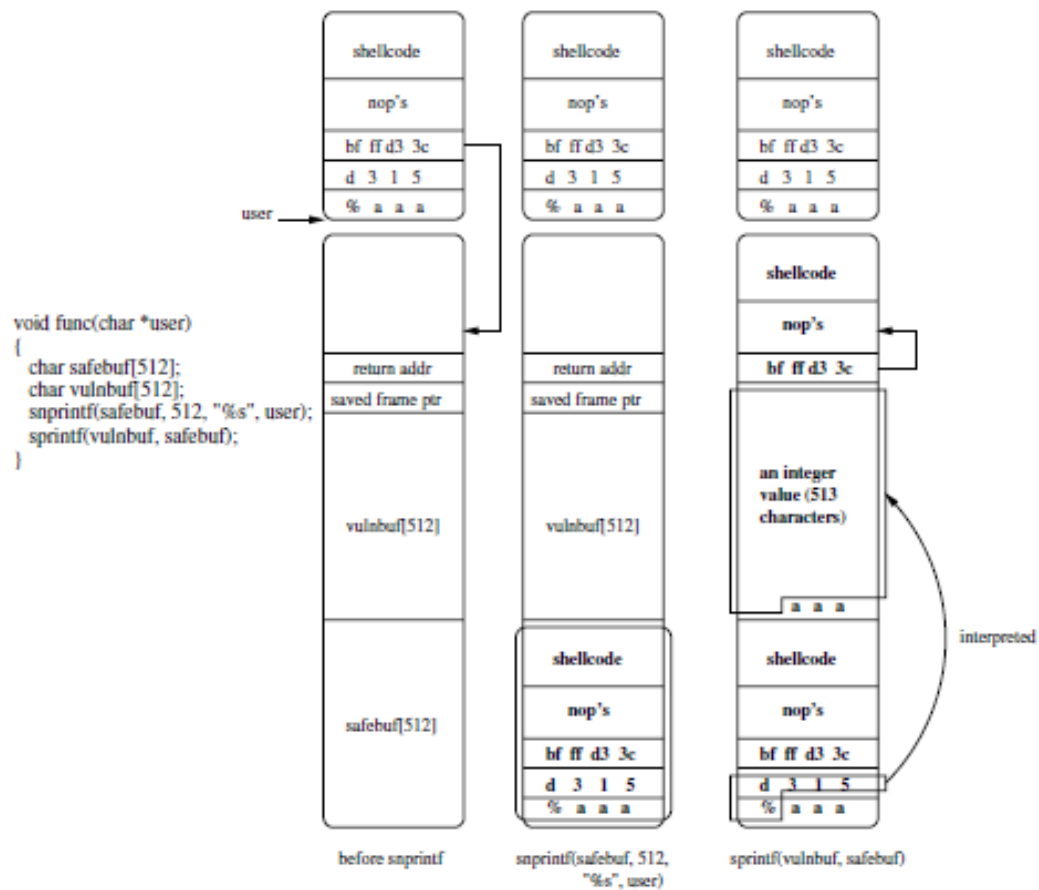 shellcode
nop's
bf ff d3 3c
d 3 1 5
% a a a
user
void func(char *user)
{
char safebuf[512];
char vulnbuf[512];
snprintf(safebuf, 512, "%s", user);
sprintf(vulnbuf, safebuf);
}
return addr
saved frame ptr
vulnbuf[512]
safebuf[512]
before snprintf
shellcode
nop's
bf ff d3 3c
d 3 1 5
% a a a
return addr
saved frame ptr
vulnbuf[512]
shellcode
nop's
bf ff d3 3c
d 3 1 5
% a a a
snprintf(safebuf, 512,
"%s", user)
shellcode
nop's
bf ff d3 3c
d 3 1 5
% a a a
shellcode
nop's
bf ff d3 3c
an integer
value (513
characters)
a a a
interpreted
shellcode
nop's
bf ff d3 3c
d 3 1 5
% a a a
sprintf(vulnbuf, safebuf)